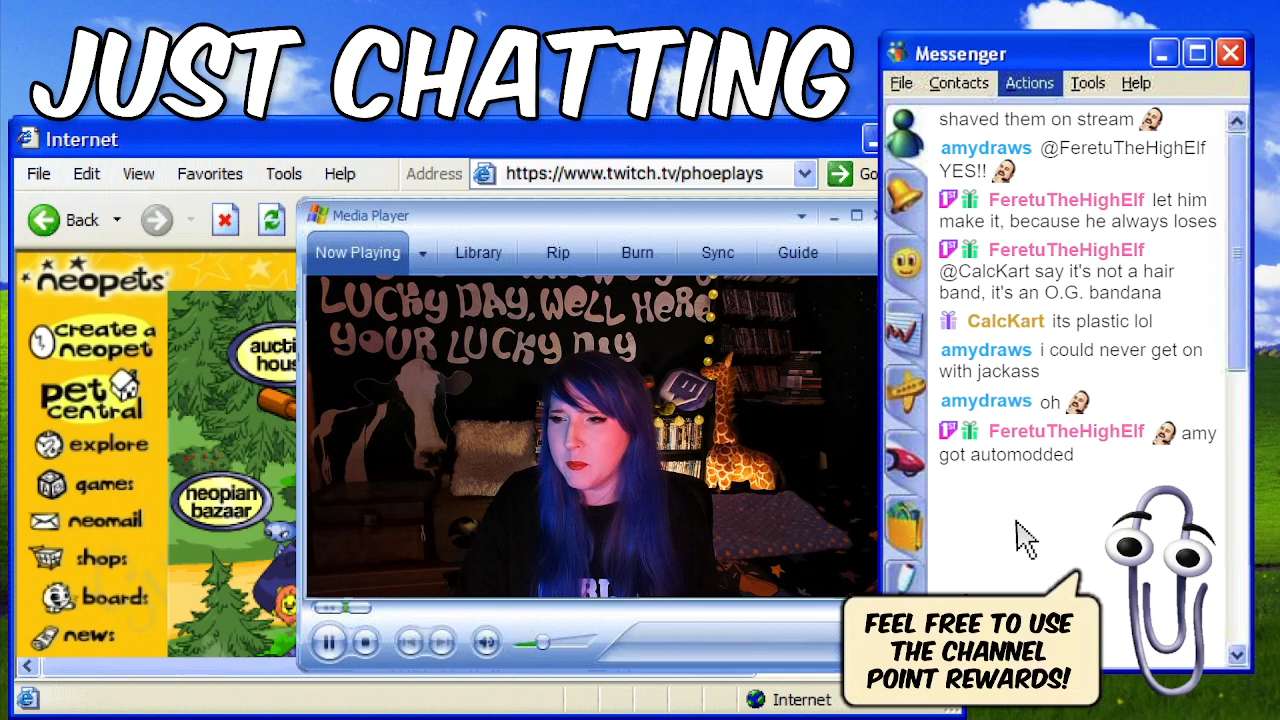 JUST CHATTING
Internet
File Edit View Favorites Tools Help
Address https://www.twitch.tv/phoeplays Go
Back
neopets
create a
neopet
pet
central
explore
games
neomail
shops
boards
news
aucti
hous
neopian
bazaar
Media Player
Now Playing Library Rip Burn Sync Guide
LUCKY DAY, WELL HERE
YOUR LUCKY DAY
Internet
Messenger
File Contacts Actions Tools Help
shaved them on stream
amydraws @FeretuTheHighElf
YES!!
1ST FeretuTheHighElf let him
make it, because he always loses
1ST FeretuTheHighElf
@CalcKart say it's not a hair
band, it's an O.G. bandana
CalcKart its plastic lol
amydraws i could never get on
with jackass
amydraws oh
1ST FeretuTheHighElf amy
got automodded
FEEL FREE TO USE
THE CHANNEL
POINT REWARDS!